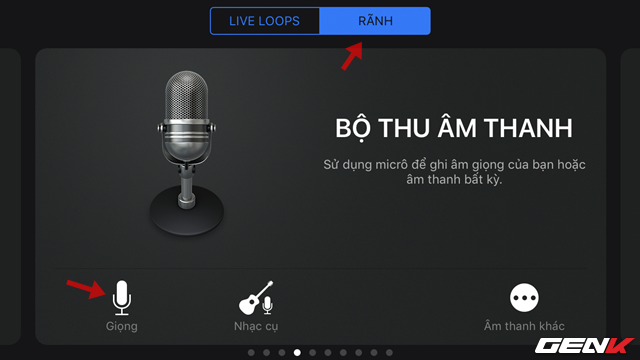 LIVE LOOPS
RÃNH
BỘ THU ÂM THANH
Sử dụng micrô để ghi âm giọng của bạn hoặc
âm thanh bất kỳ.
Giọng
Nhạc cụ
Âm thanh khác
GENK